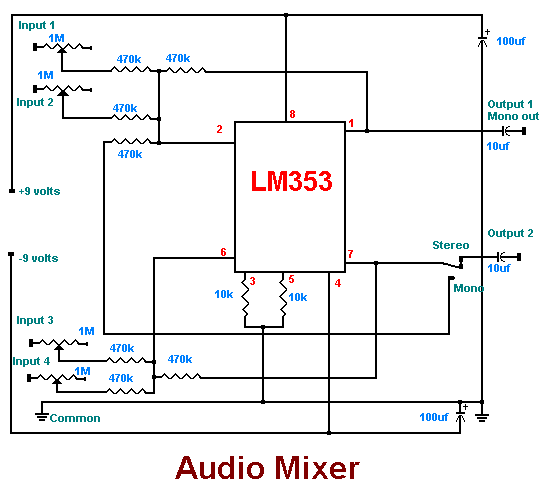 Input 1
1M
470k
470k
1M
Input 2
470k
470k
+9 volts
-9 volts
2
8
1
LM353
6
7
3
5
4
10k
10k
+
100uf
Output 1
Mono out
10uf
Output 2
Stereo
10uf
Mono
Input 3
1M
470k
Input 4
1M
470k
470k
Common
100uf
+
Audio Mixer